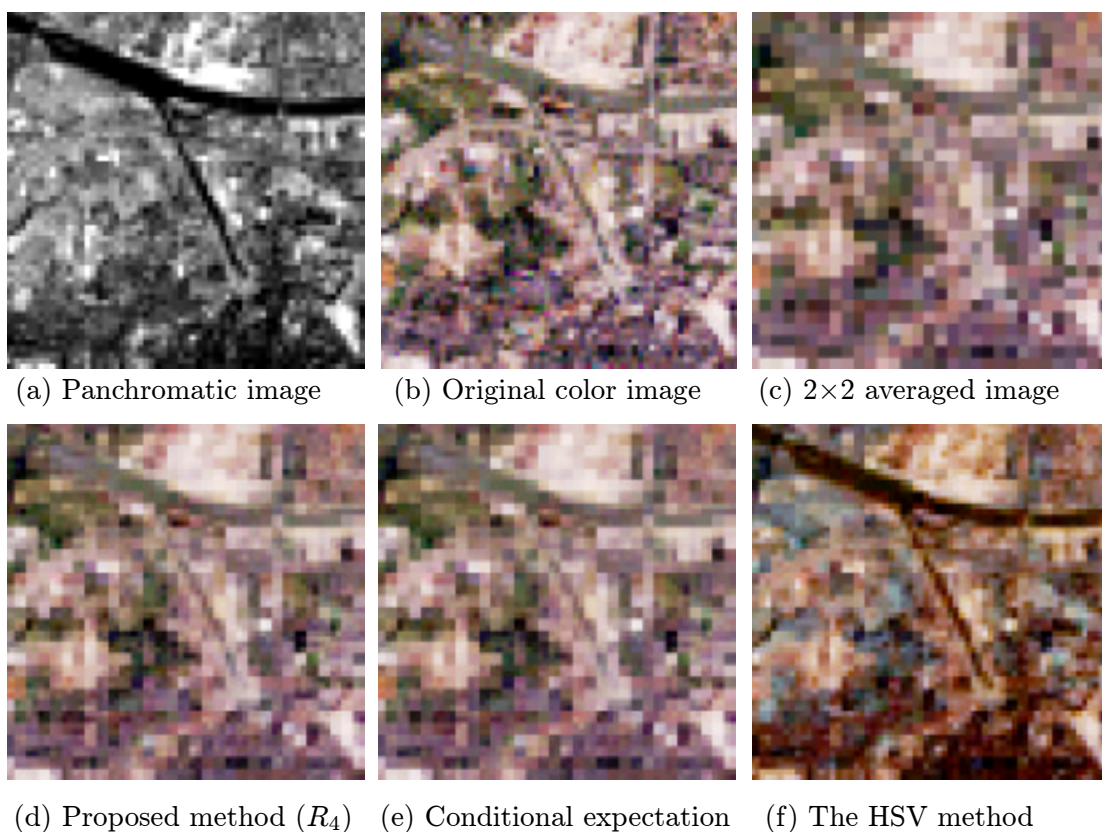 (a) Panchromatic image (b) Original color image (c) 2×2 averaged image
(d) Proposed method (R₄) (e) Conditional expectation (f) The HSV method